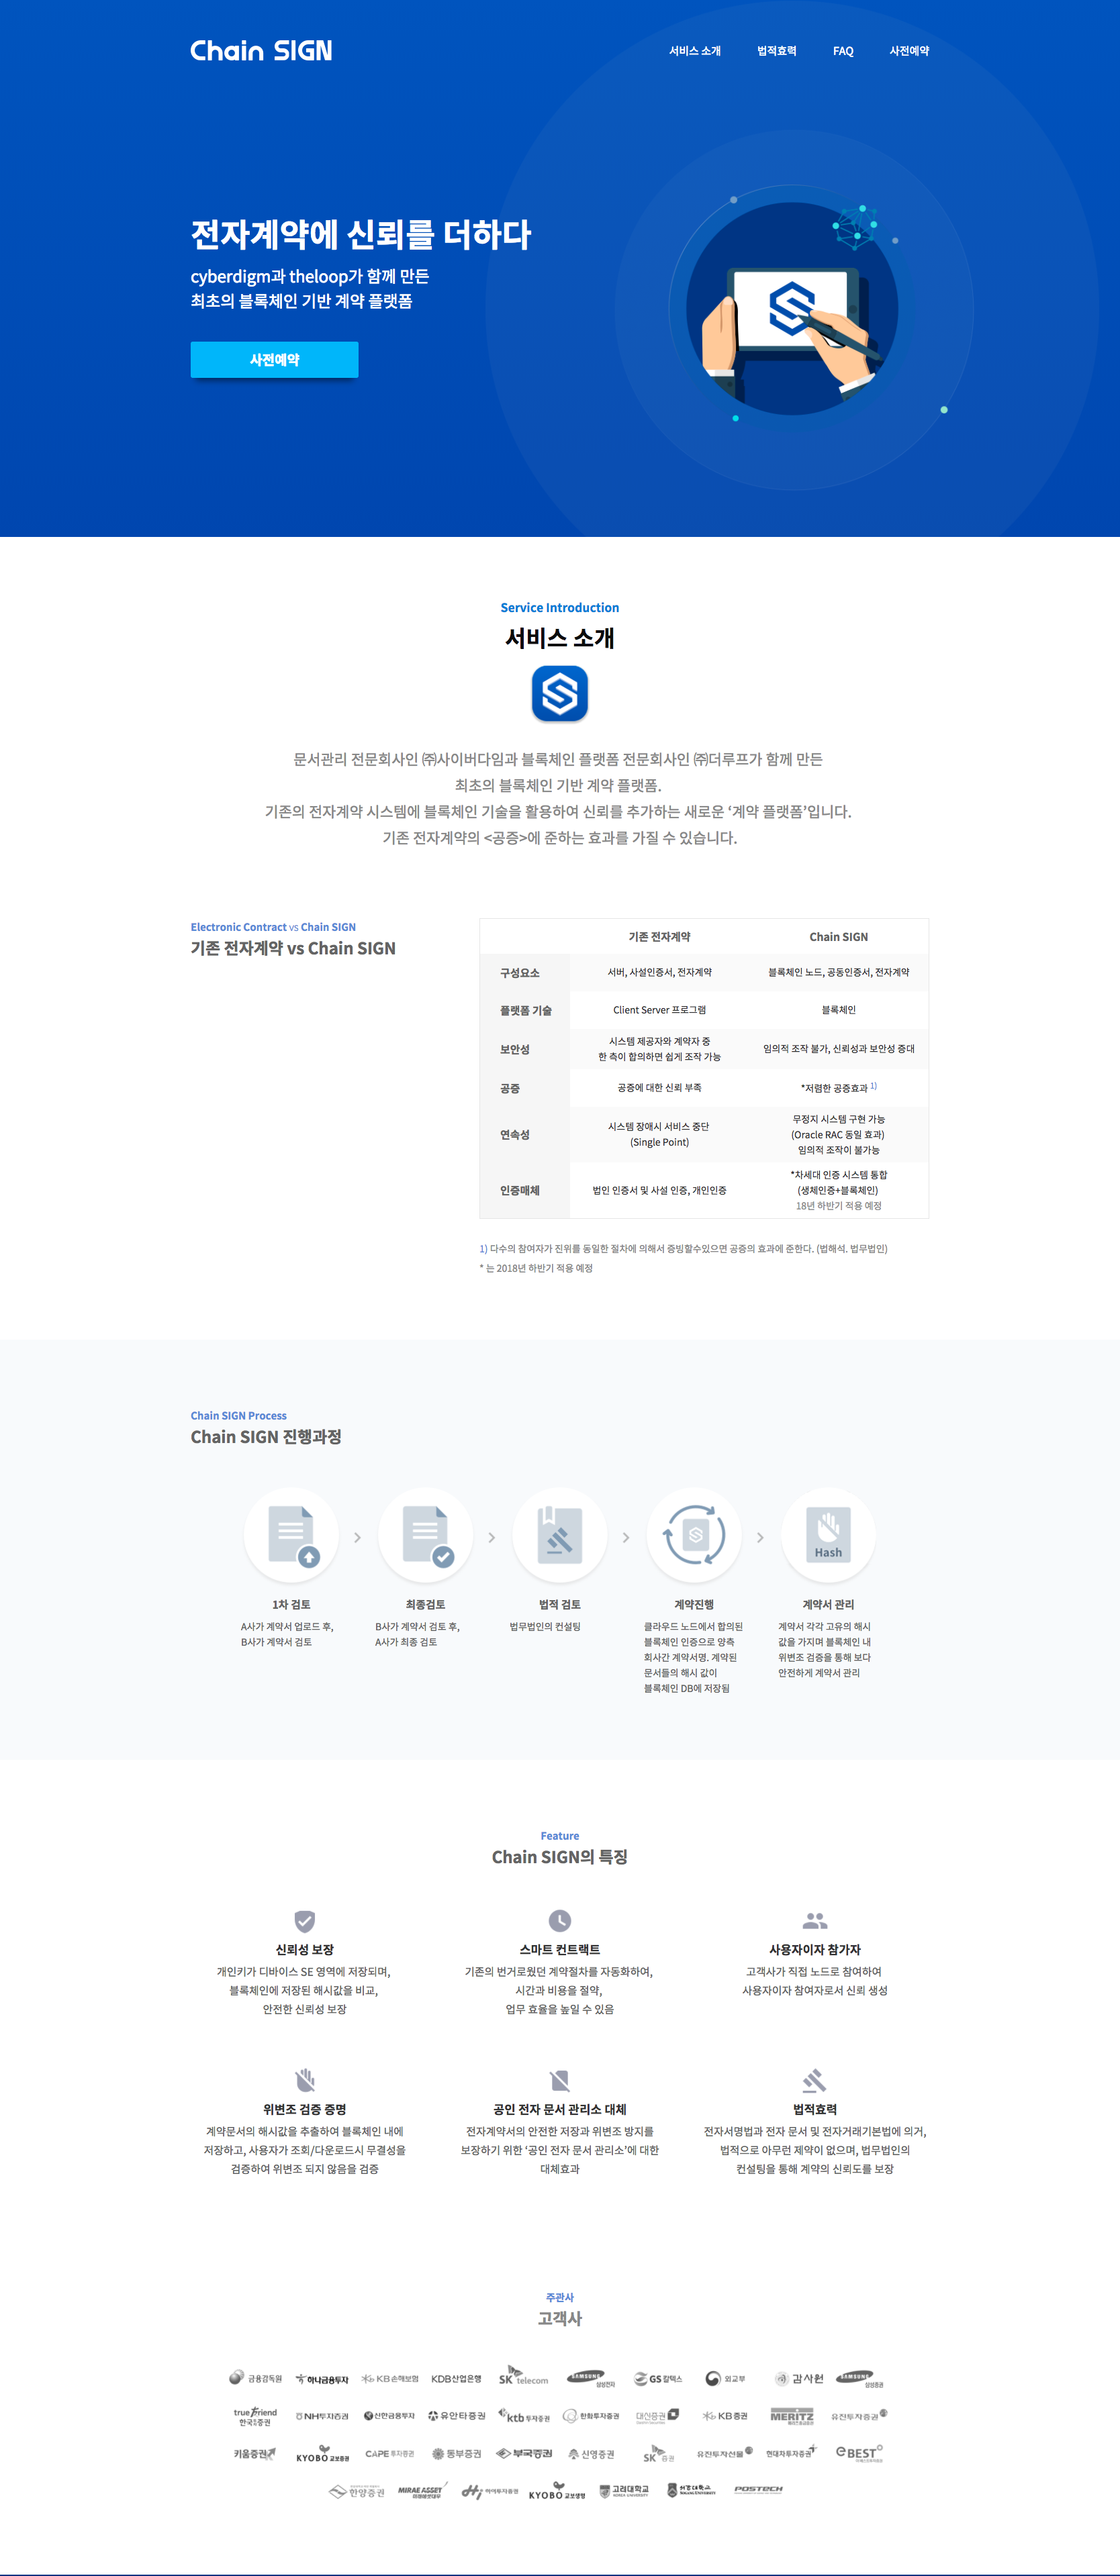 Chain SIGN
서비스 소개 법적효력 FAQ 사전예약
전자계약에 신뢰를 더하다
cyberdigm과 theloop가 함께 만든
최초의 블록체인 기반 계약 플랫폼
사전예약
Service Introduction
서비스 소개
문서관리 전문회사인 ㈜사이버다임과 블록체인 플랫폼 전문회사인 ㈜더루프가 함께 만든
최초의 블록체인 기반 계약 플랫폼.
기존의 전자계약 시스템에 블록체인 기술을 활용하여 신뢰를 추가하는 새로운 ‘계약 플랫폼’입니다.
기존 전자계약의 <공증>에 준하는 효과를 가질 수 있습니다.
Electronic Contract vs Chain SIGN
기존 전자계약 vs Chain SIGN
기존 전자계약 Chain SIGN
구성요소 서버, 사설인증서, 전자계약 블록체인 노드, 공동인증서, 전자계약
플랫폼 기술 Client Server 프로그램 블록체인
보안성 시스템 제공자와 계약자 중
한 측이 합의하면 쉽게 조작 가능
임의적 조작 불가, 신뢰성과 보안성 증대
공증 공증에 대한 신뢰 부족 *저렴한 공증효과 1)
연속성 시스템 장애시 서비스 중단
(Single Point)
무정지 시스템 구현 가능
(Oracle RAC 동일 효과)
임의적 조작이 불가능
인증매체 법인 인증서 및 사설 인증, 개인인증
*차세대 인증 시스템 통합
(생체인증+블록체인)
18년 하반기 적용 예정
1) 다수의 참여자가 진위를 동일한 절차에 의해서 증빙할수있으면 공증의 효과에 준한다. (법해석. 법무법인)
* 는 2018년 하반기 적용 예정
Chain SIGN Process
Chain SIGN 진행과정
Hash
1차 검토
A사가 계약서 업로드 후,
B사가 계약서 검토
최종검토
B사가 계약서 검토 후,
A사가 최종 검토
법적 검토
법무법인의 컨설팅
계약진행
클라우드 노드에서 합의된
블록체인 인증으로 양측
회사간 계약서명. 계약된
문서들의 해시 값이
블록체인 DB에 저장됨
계약서 관리
계약서 각각 고유의 해시
값을 가지며 블록체인 내
위변조 검증을 통해 보다
안전하게 계약서 관리
Feature
Chain SIGN의 특징
신뢰성 보장
개인키가 디바이스 SE 영역에 저장되며,
블록체인에 저장된 해시값을 비교,
안전한 신뢰성 보장
스마트 컨트랙트
기존의 번거로웠던 계약절차를 자동화하여,
시간과 비용을 절약,
업무 효율을 높일 수 있음
사용자이자 참가자
고객사가 직접 노드로 참여하여
사용자이자 참여자로서 신뢰 생성
위변조 검증 증명
계약문서의 해시값을 추출하여 블록체인 내에
저장하고, 사용자가 조회/다운로드시 무결성을
검증하여 위변조 되지 않음을 검증
공인 전자 문서 관리소 대체
전자계약서의 안전한 저장과 위변조 방지를
보장하기 위한 ‘공인 전자 문서 관리소’에 대한
대체효과
법적효력
전자서명법과 전자 문서 및 전자거래기본법에 의거,
법적으로 아무런 제약이 없으며, 법무법인의
컨설팅을 통해 계약의 신뢰도를 보장
주관사
고객사
금융감독원 하나금융투자 KB손해보험 KDB산업은행 SK telecom SAMSUNG 삼성전자 GS칼텍스 외교부 감사원 SAMSUNG 삼성증권
true Friend 한국증권 NH투자증권 신한금융투자 유안타증권 ktb투자증권 한화투자증권 대신증권 KB증권 MERITZ 유진투자증권
키움증권 KYOBO 교보증권 CAPE 투자증권 동부증권 부국증권 신영증권 SK증권 유진투자선물 현대차투자증권 eBEST
한양증권 MIRAE ASSET 미래에셋대우 Hi 하이투자증권 KYOBO 교보생명 고려대학교 KOREA UNIVERSITY 서강대학교 SOGANG UNIVERSITY POSTECH